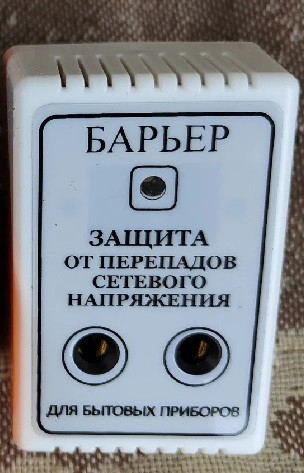 БАРЬЕР
ЗАЩИТА
ОТ ПЕРЕПАДОВ
СЕТЕВОГО
НАПРЯЖЕНИЯ
ДЛЯ БЫТОВЫХ ПРИБОРОВ